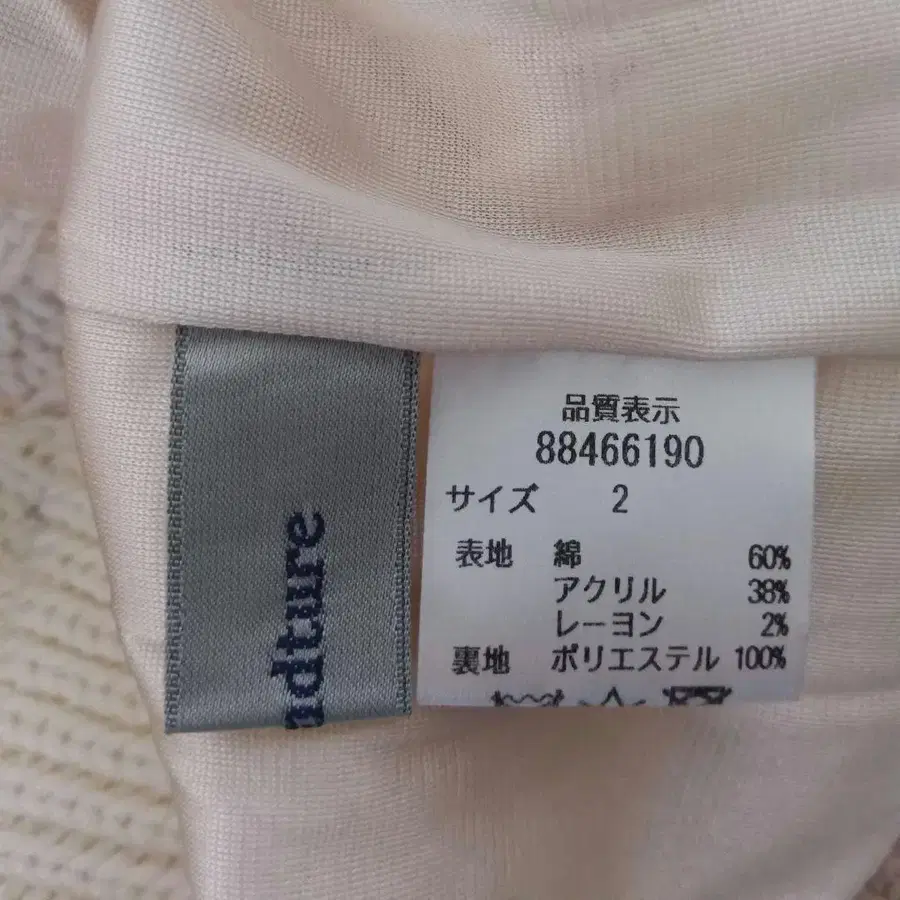 ndture
品質表示
88466190
サイズ 2
表地 綿 60%
アクリル 38%
レーヨン 2%
裏地 ポリエステル 100%